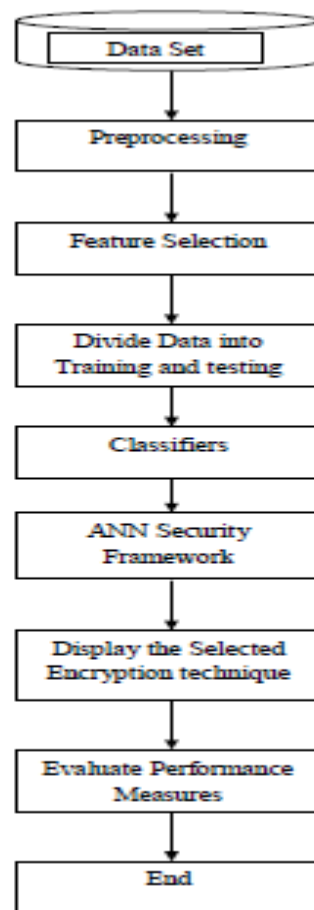 Data Set
Preprocessing
Feature Selection
Divide Data into
Training and testing
Classifiers
ANN Security
Framework
Display the Selected
Encryption technique
Evaluate Performance
Measures
End